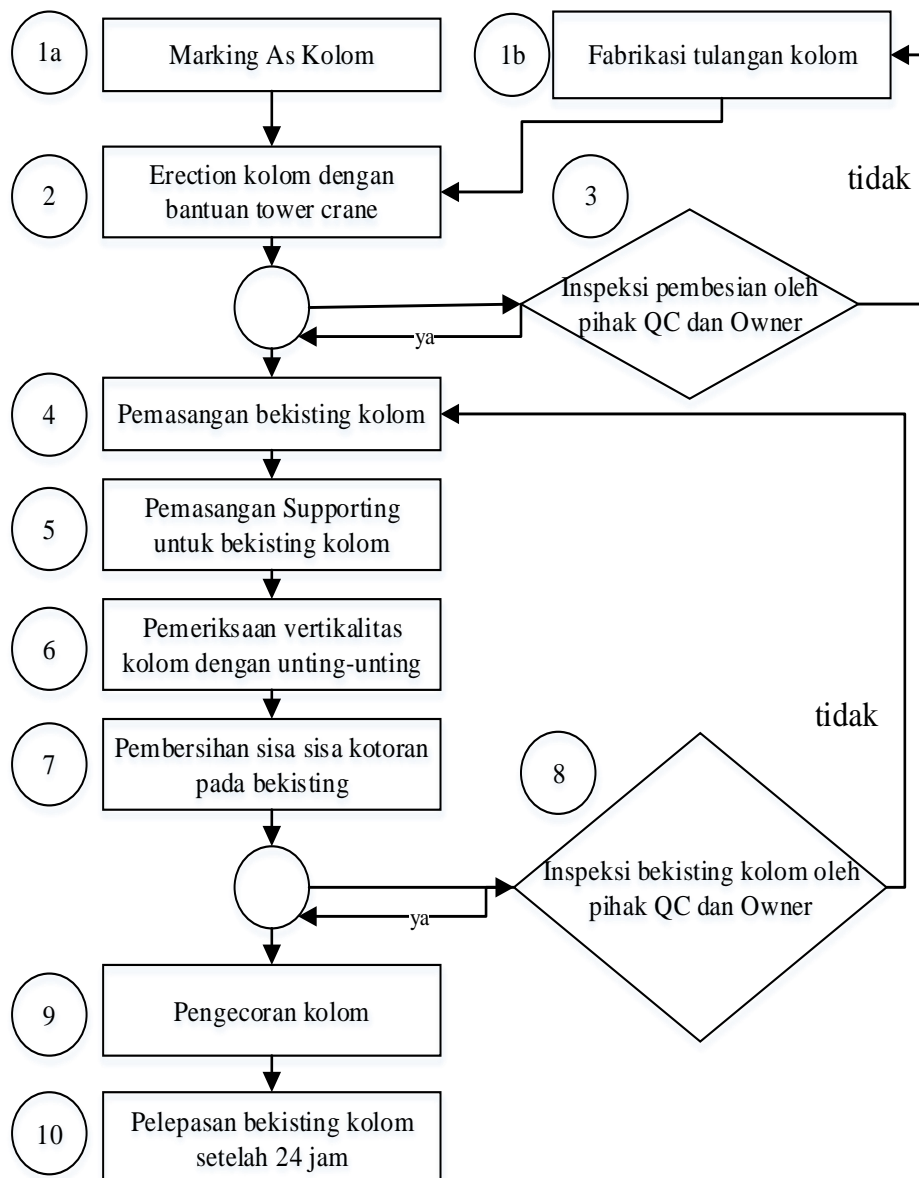 1a
Marking As Kolom
1b
Fabrikasi tulangan kolom
2
Erection kolom dengan
bantuan tower crane
3
tidak
Inspeksi pembesian oleh
pihak QC dan Owner
ya
4
Pemasangan bekisting kolom
5
Pemasangan Supporting
untuk bekisting kolom
6
Pemeriksaan vertikalitas
kolom dengan unting-unting
tidak
7
Pembersihan sisa sisa kotoran
pada bekisting
8
Inspeksi bekisting kolom oleh
pihak QC dan Owner
ya
9
Pengecoran kolom
10
Pelepasan bekisting kolom
setelah 24 jam